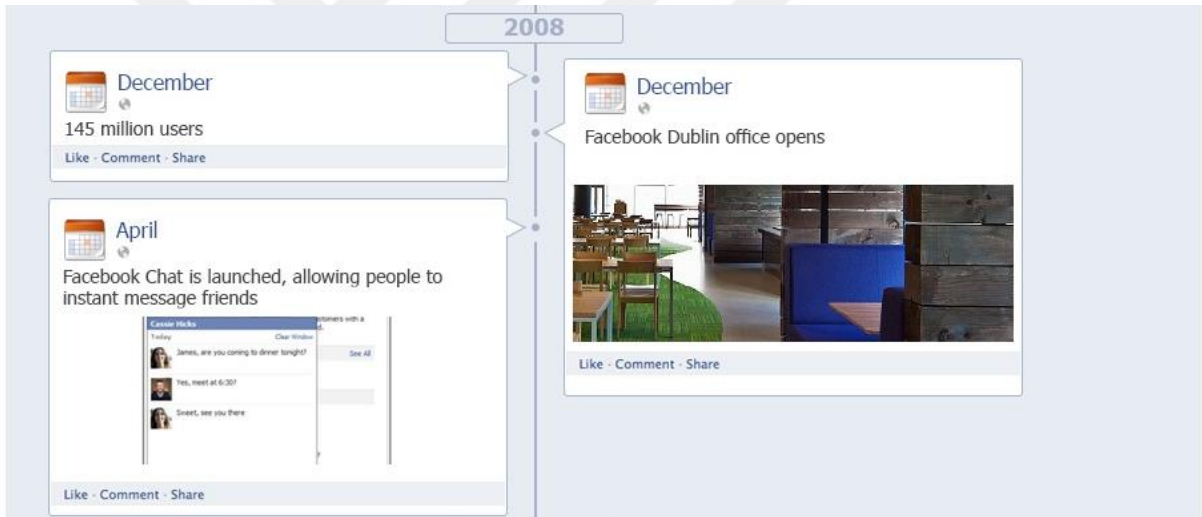 2008
December
145 million users
Like · Comment · Share
December
Facebook Dublin office opens
Like · Comment · Share
April
Facebook Chat is launched, allowing people to
instant message friends
Cassie Hicks
Today
Clear Window
James, are you coming to dinner tonight?
See All
Yes, meet at 6:30?
Sweet, see you there
Like · Comment · Share